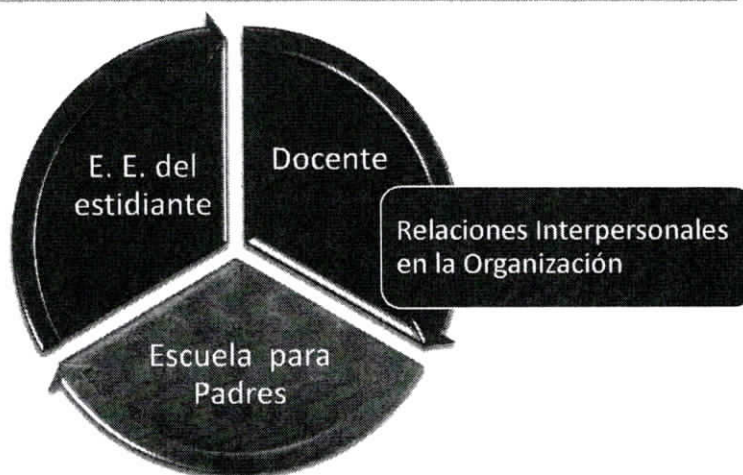 E. E. del
estidiante
Docente
Relaciones Interpersonales
en la Organización
Escuela para
Padres